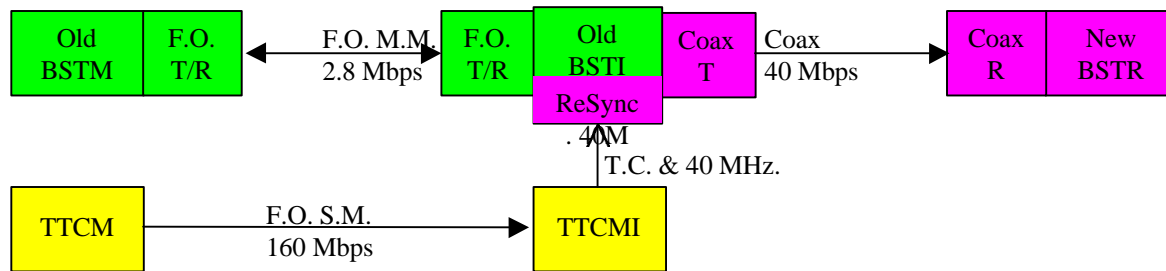 Old
BSTM
F.O.
T/R
F.O. M.M.
2.8 Mbps
F.O.
T/R
Old
BSTI
Coax
T
Coax
40 Mbps
Coax
R
New
BSTR
ReSync
. 40M
T.C. & 40 MHz.
TTCM
F.O. S.M.
160 Mbps
TTCMI